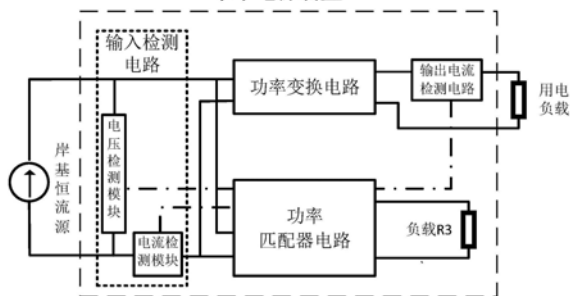 输入检测
电路
功率变换电路
输出电流
检测电路
用电
负载
岸基恒流源
电压检测模块
电流检
测模块
功率
匹配器电路
负载R3